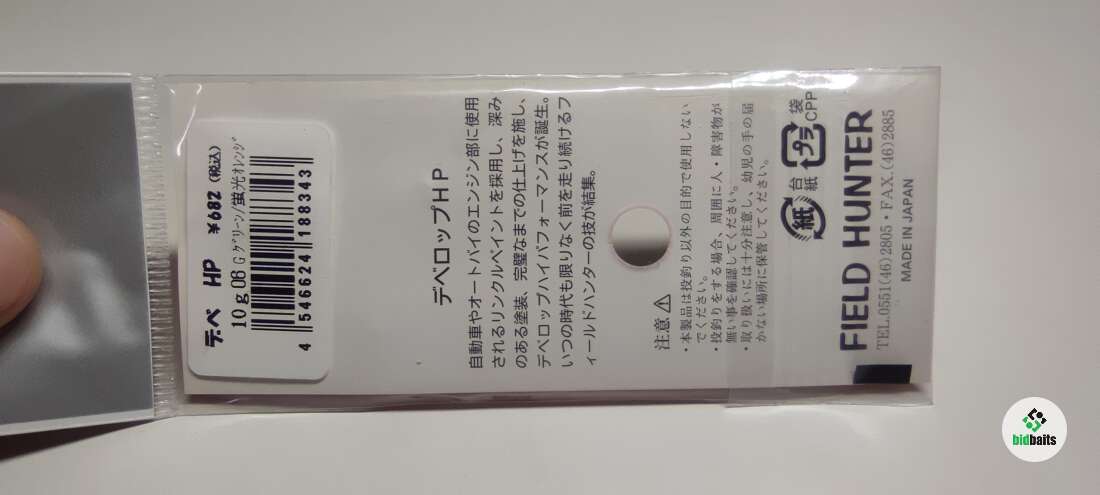 デベ HP ¥682(税込)
10g 06 Gグリーン/蛍光オレンジ
4 546624 188343
デベロップHP
自動車やオートバイのエンジン部に使用
されるリンクルペイントを採用し、深み
のある塗装、完璧なまでの仕上げを施し、
デベロップハイパフォーマンスが誕生。
いつの時代も限りなく前を走り続けるフ
ィールドハンターの技が結集。
注意⚠
・本製品は投釣り以外の目的で使用しない
でください。
・投釣りをする場合、周囲に人・障害物が
無い事を確認してください。
・取り扱いには十分注意し、幼児の手の届
かない場所に保管してください。
紙 台紙 プラ 袋 CPP
FIELD HUNTER
TEL.0551(46)2805・FAX.(46)2885
MADE IN JAPAN
bidbaits